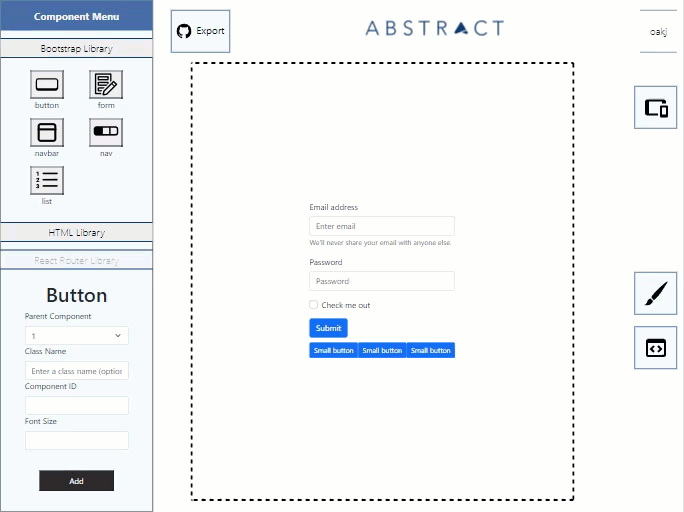 Component Menu
Bootstrap Library
button
form
navbar
nav
list
HTML Library
React Router Library
Button
Parent Component
1
Class Name
Enter a class name (option
Component ID
Font Size
Add
Export
ABSTRACT
oakj
Email address
Enter email
We'll never share your email with anyone else.
Password
Password
Check me out
Submit
Small button Small button Small button